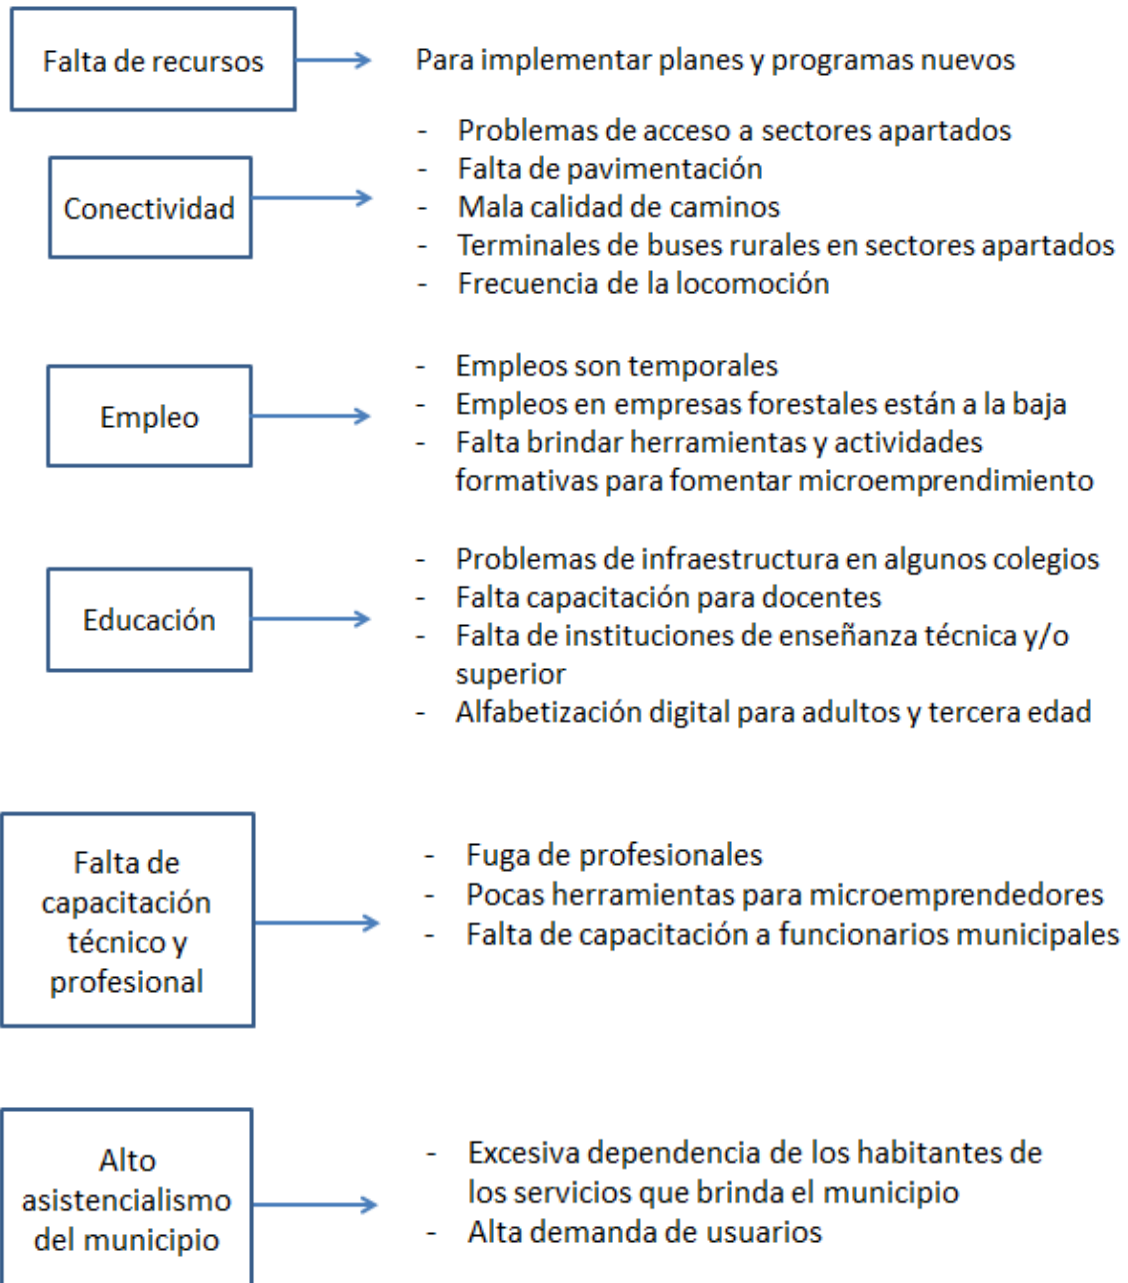 Falta de recursos
Para implementar planes y programas nuevos
Conectividad
- Problemas de acceso a sectores apartados
- Falta de pavimentación
- Mala calidad de caminos
- Terminales de buses rurales en sectores apartados
- Frecuencia de la locomoción
Empleo
- Empleos son temporales
- Empleos en empresas forestales están a la baja
- Falta brindar herramientas y actividades
formativas para fomentar microemprendimiento
Educación
- Problemas de infraestructura en algunos colegios
- Falta capacitación para docentes
- Falta de instituciones de enseñanza técnica y/o
superior
- Alfabetización digital para adultos y tercera edad
Falta de
capacitación
técnico y
profesional
- Fuga de profesionales
- Pocas herramientas para microemprendedores
- Falta de capacitación a funcionarios municipales
Alto
asistencialismo
del municipio
- Excesiva dependencia de los habitantes de
los servicios que brinda el municipio
- Alta demanda de usuarios